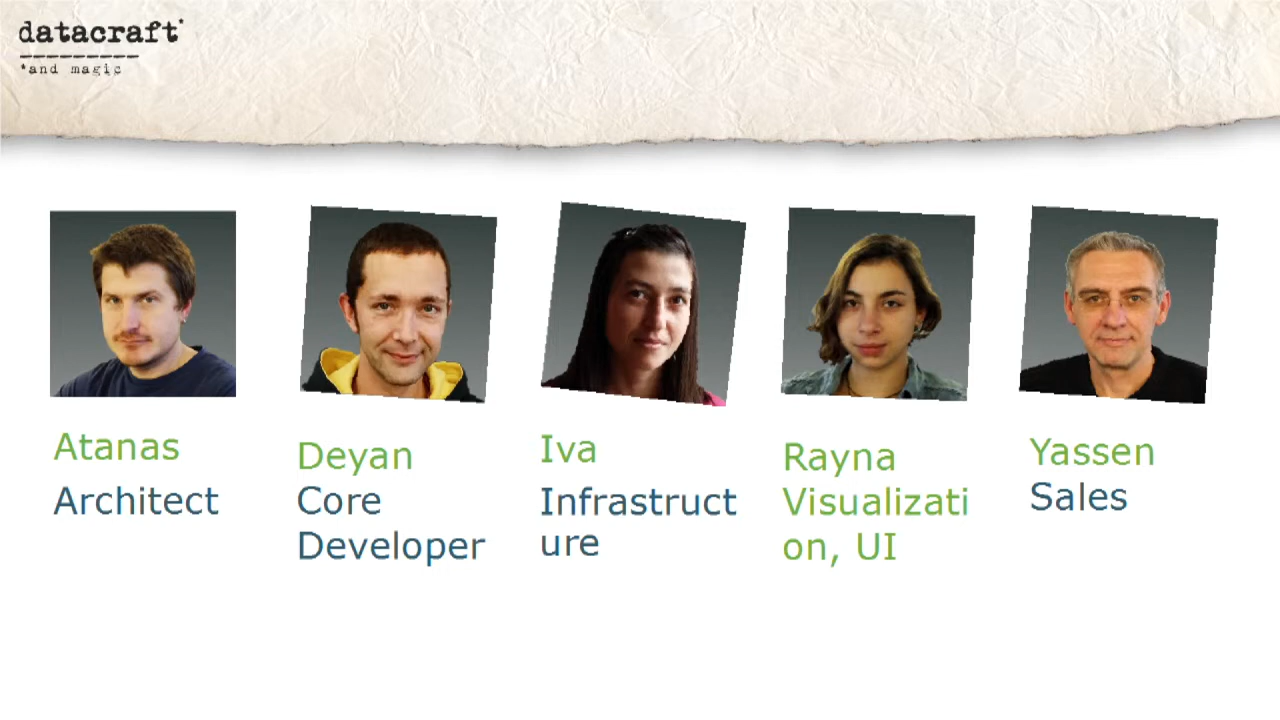 datacraft*
*and magic
Atanas
Architect
Deyan
Core
Developer
Iva
Infrastruct
ure
Rayna
Visualizati
on, UI
Yassen
Sales